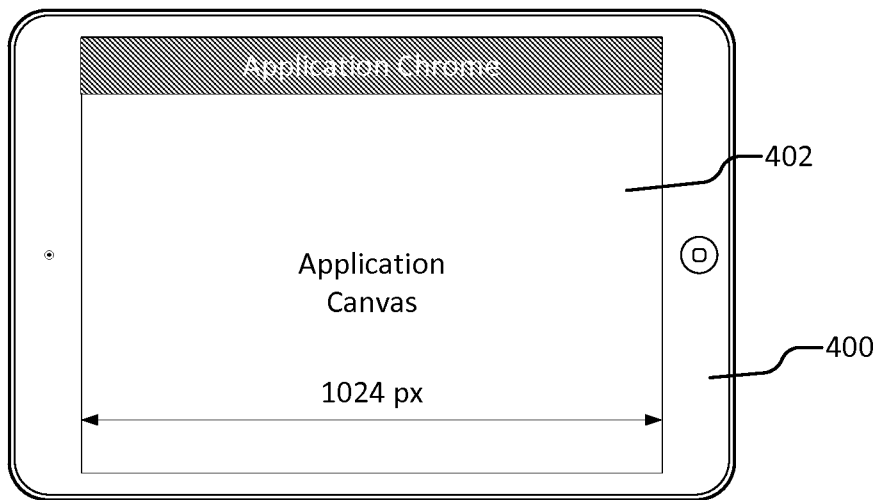 Application Chrome
402
Application
Canvas
400
1024 px